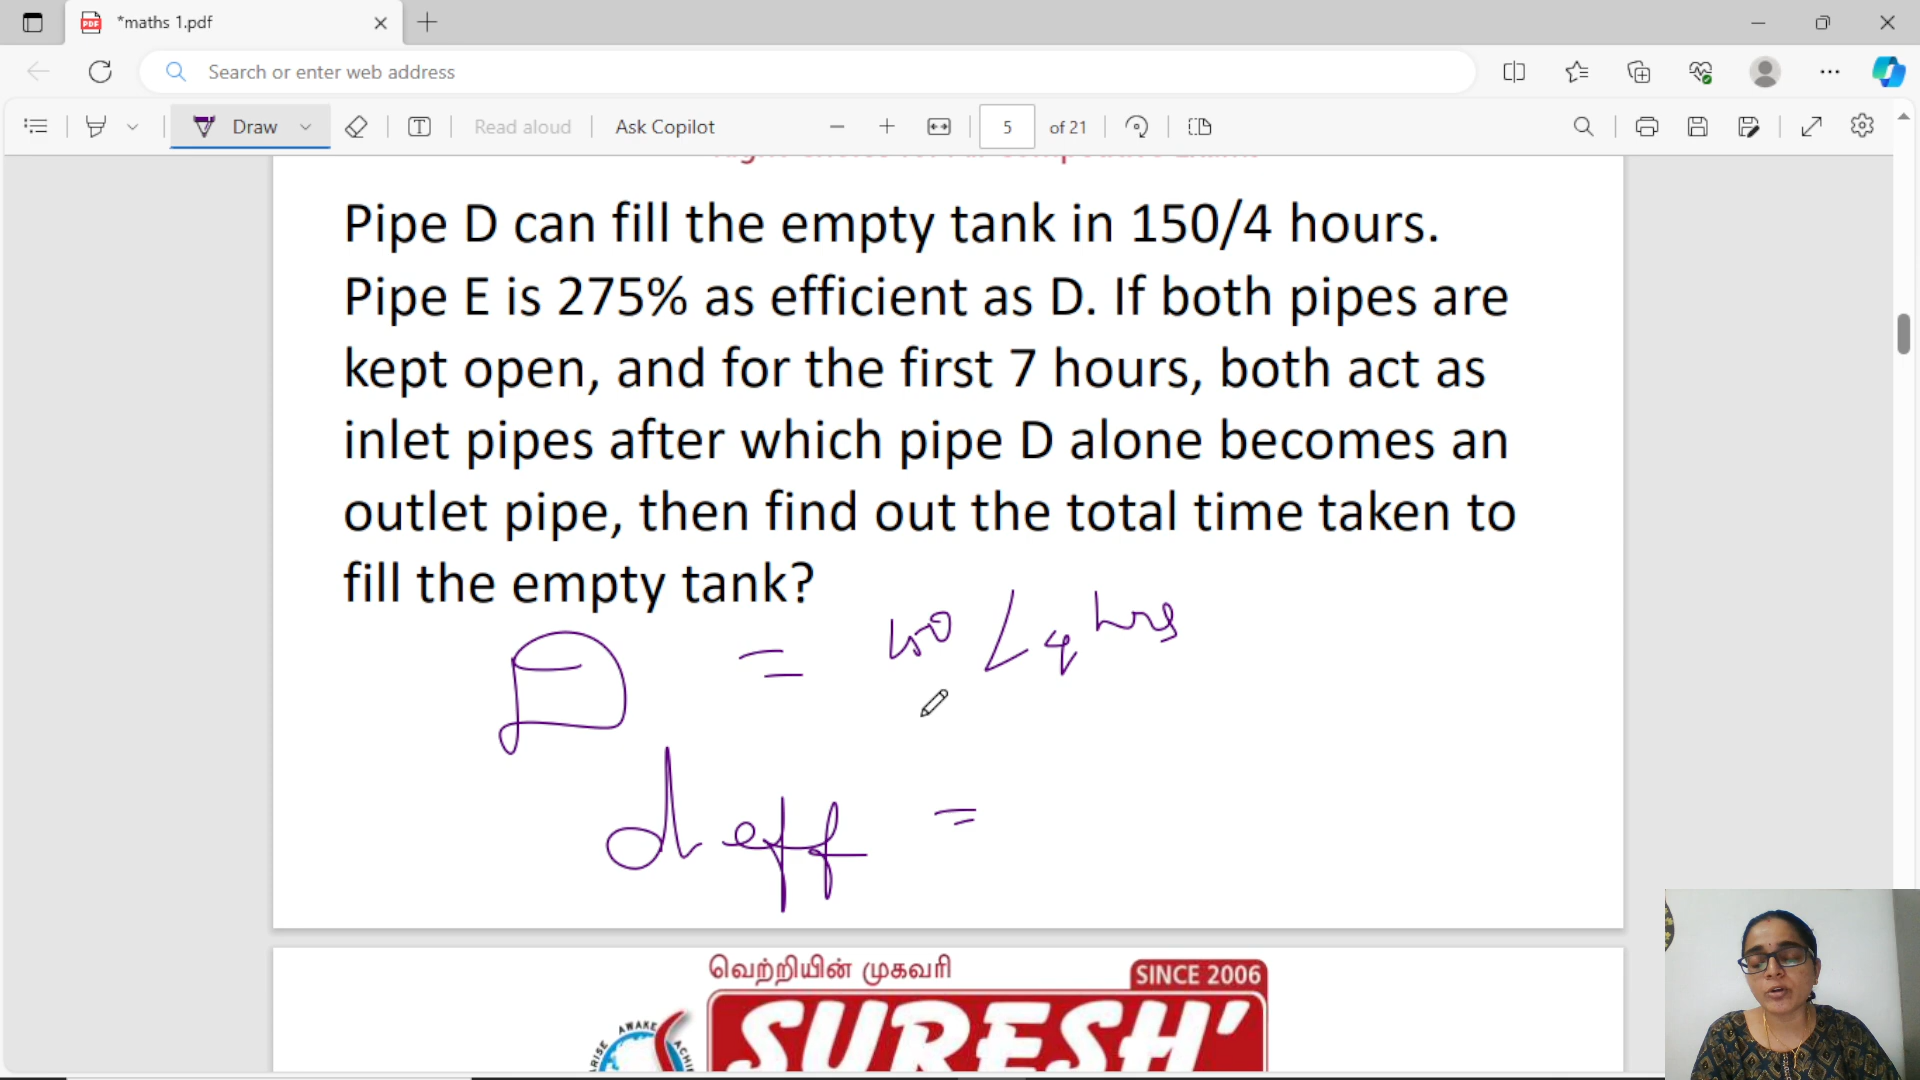 *maths 1.pdf
Search or enter web address
Draw
Read aloud
Ask Copilot
5 of 21
Pipe D can fill the empty tank in 150/4 hours.
Pipe E is 275% as efficient as D. If both pipes are
kept open, and for the first 7 hours, both act as
inlet pipes after which pipe D alone becomes an
outlet pipe, then find out the total time taken to
fill the empty tank?
D = 150/4 hrs
d eff =
வெற்றியின் முகவரி
SINCE 2006
SURESH'
ARISE AWAKE